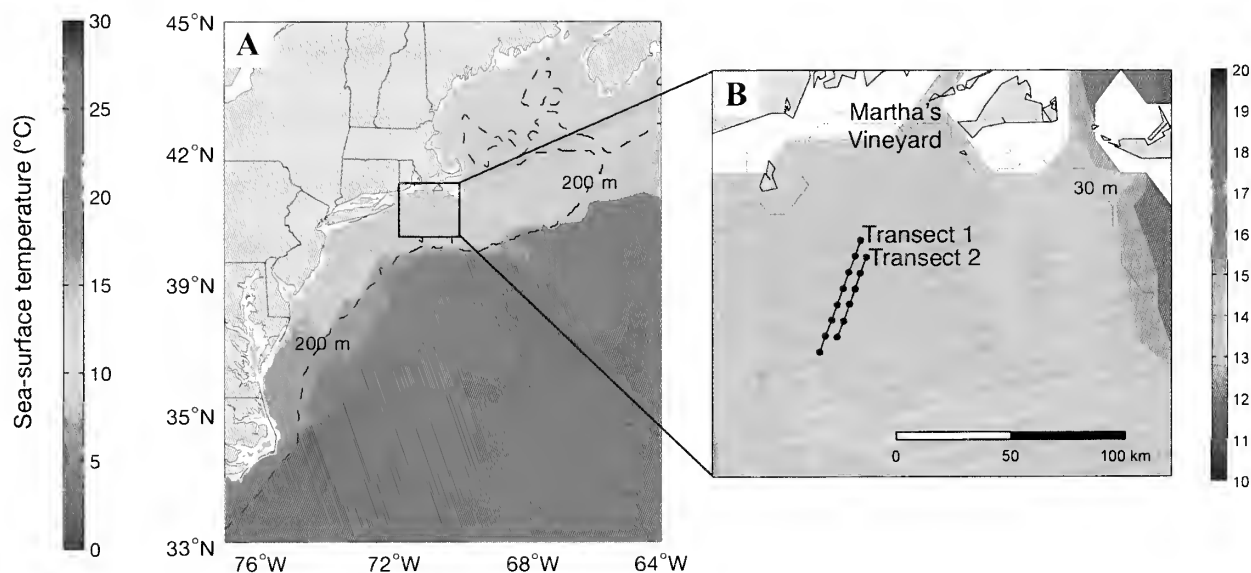 Sea-surface temperature (°C)
30
25
20
15
10
5
0
A
45°N
42°N
39°N
35°N
33°N
76°W
72°W
68°W
64°W
200 m
200 m
B
Martha's
Vineyard
30 m
Transect 1
Transect 2
0
50
100 km
20
19
18
17
16
15
14
13
12
11
10